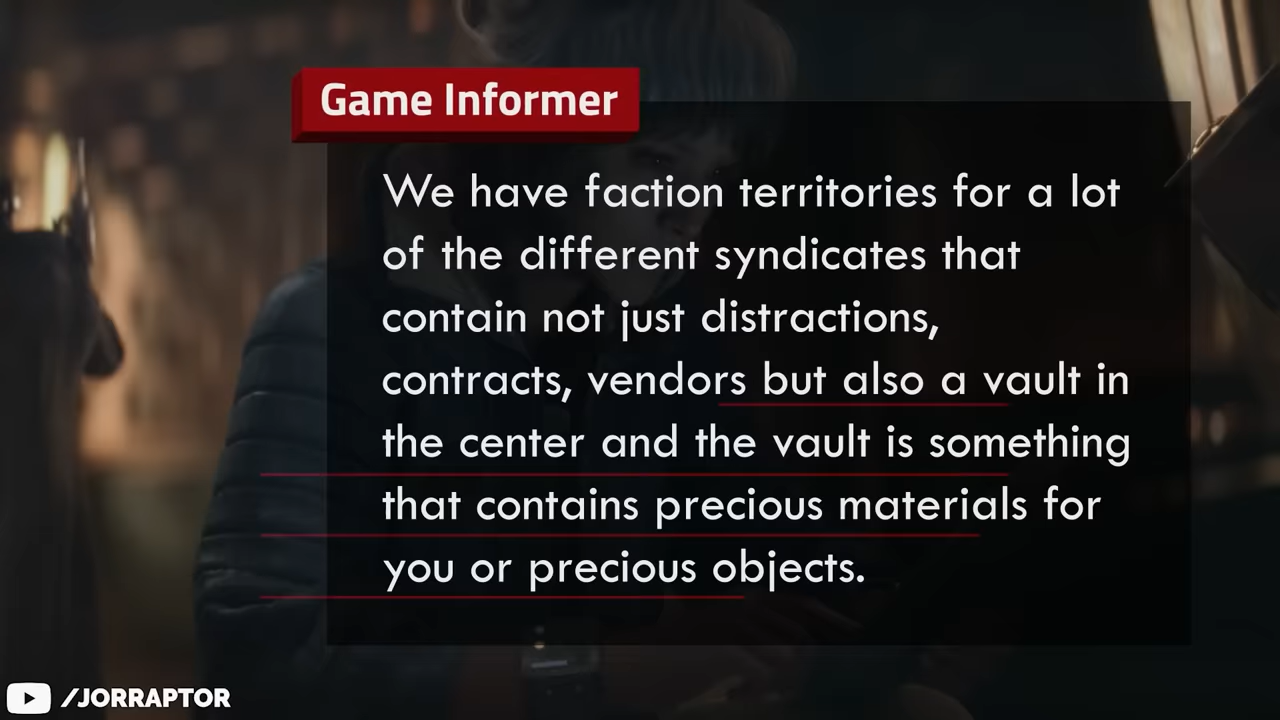 Game Informer
We have faction territories for a lot
of the different syndicates that
contain not just distractions,
contracts, vendors but also a vault in
the center and the vault is something
that contains precious materials for
you or precious objects.
/JORRAPTOR